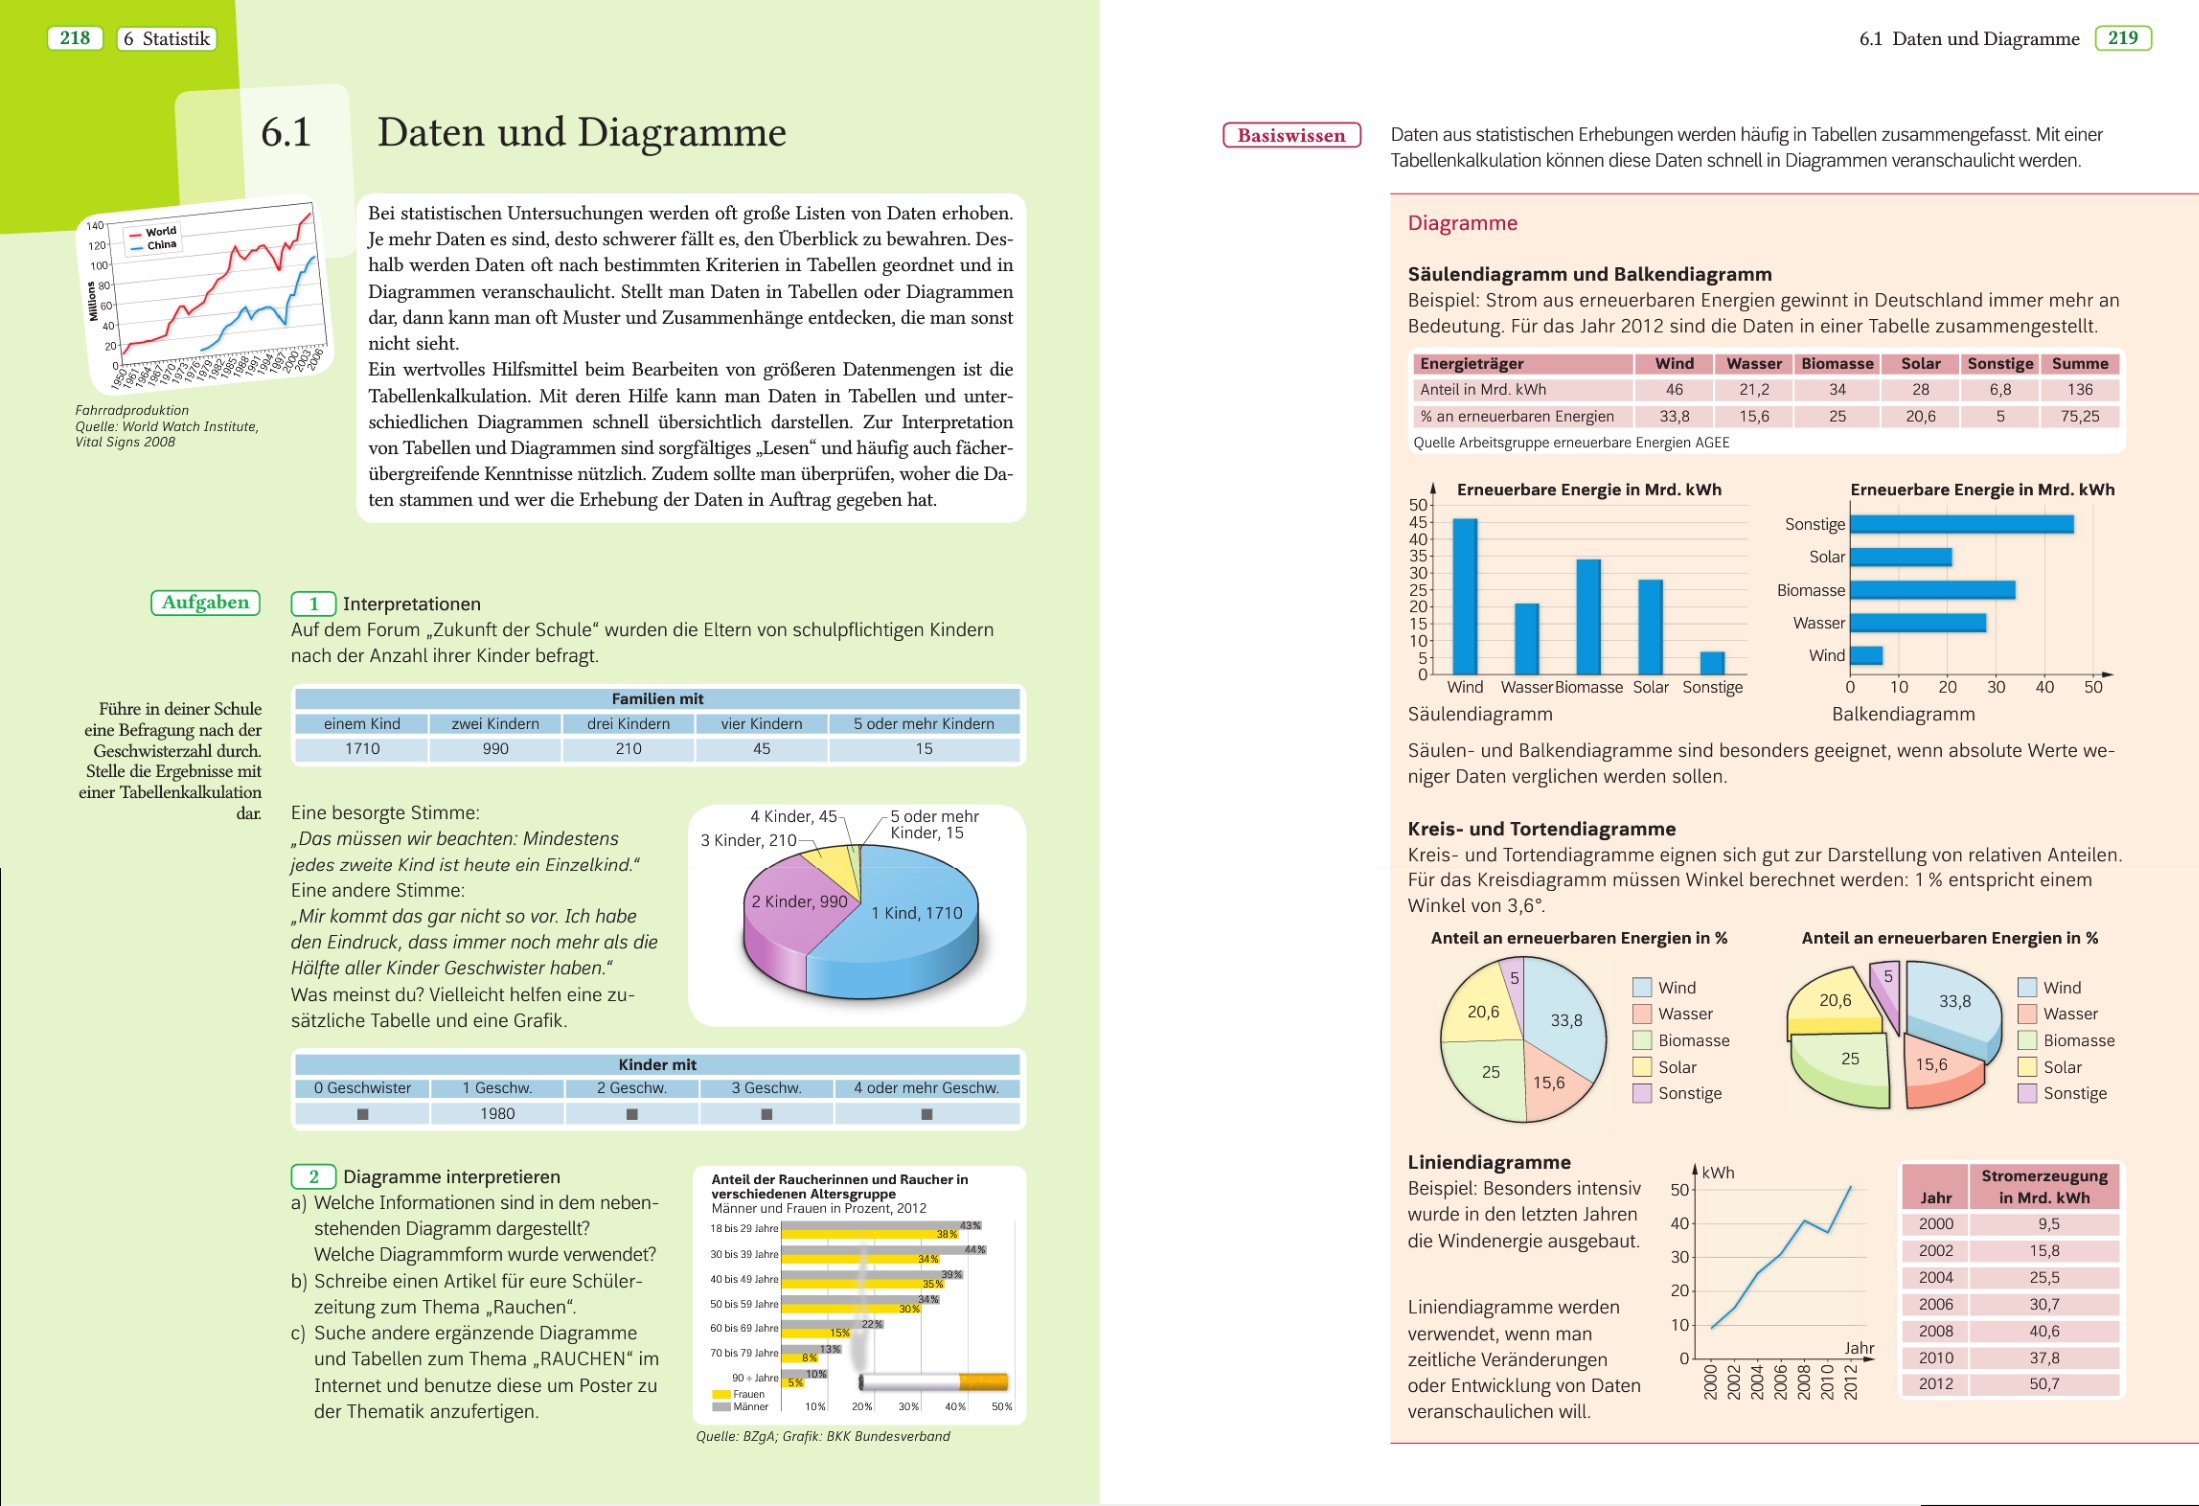 218 6 Statistik
6.1 Daten und Diagramme
140
120
100
80
60
40
20
0
Millions
World
China
1950
1961
1964
1967
1970
1973
1976
1979
1982
1985
1988
1991
1994
1997
2000
2003
2006
Fahrradproduktion
Quelle: World Watch Institute,
Vital Signs 2008
Bei statistischen Untersuchungen werden oft große Listen von Daten erhoben.
Je mehr Daten es sind, desto schwerer fällt es, den Überblick zu bewahren. Des-
halb werden Daten oft nach bestimmten Kriterien in Tabellen geordnet und in
Diagrammen veranschaulicht. Stellt man Daten in Tabellen oder Diagrammen
dar, dann kann man oft Muster und Zusammenhänge entdecken, die man sonst
nicht sieht.
Ein wertvolles Hilfsmittel beim Bearbeiten von größeren Datenmengen ist die
Tabellenkalkulation. Mit deren Hilfe kann man Daten in Tabellen und unter-
schiedlichen Diagrammen schnell übersichtlich darstellen. Zur Interpretation
von Tabellen und Diagrammen sind sorgfältiges „Lesen“ und häufig auch fächer-
übergreifende Kenntnisse nützlich. Zudem sollte man überprüfen, woher die Da-
ten stammen und wer die Erhebung der Daten in Auftrag gegeben hat.
Aufgaben
1 Interpretationen
Auf dem Forum „Zukunft der Schule“ wurden die Eltern von schulpflichtigen Kindern
nach der Anzahl ihrer Kinder befragt.
Führe in deiner Schule
eine Befragung nach der
Geschwisterzahl durch.
Stelle die Ergebnisse mit
einer Tabellenkalkulation
dar.
Familien mit
einem Kind zwei Kindern drei Kindern vier Kindern 5 oder mehr Kindern
1710 990 210 45 15
Eine besorgte Stimme:
„Das müssen wir beachten: Mindestens
jedes zweite Kind ist heute ein Einzelkind.“
Eine andere Stimme:
„Mir kommt das gar nicht so vor. Ich habe
den Eindruck, dass immer noch mehr als die
Hälfte aller Kinder Geschwister haben.“
Was meinst du? Vielleicht helfen eine zu-
sätzliche Tabelle und eine Grafik.
4 Kinder, 45
5 oder mehr
Kinder, 15
3 Kinder, 210
2 Kinder, 990
1 Kind, 1710
Kinder mit
0 Geschwister 1 Geschw. 2 Geschw. 3 Geschw. 4 oder mehr Geschw.
■ 1980 ■ ■ ■
2 Diagramme interpretieren
a) Welche Informationen sind in dem neben-
stehenden Diagramm dargestellt?
Welche Diagrammform wurde verwendet?
b) Schreibe einen Artikel für eure Schüler-
zeitung zum Thema „Rauchen“.
c) Suche andere ergänzende Diagramme
und Tabellen zum Thema „RAUCHEN“ im
Internet und benutze diese um Poster zu
der Thematik anzufertigen.
Anteil der Raucherinnen und Raucher in
verschiedenen Altersgruppe
Männer und Frauen in Prozent, 2012
18 bis 29 Jahre 43%
38%
30 bis 39 Jahre 44%
34%
40 bis 49 Jahre 39%
35%
50 bis 59 Jahre 34%
30%
60 bis 69 Jahre 22%
15%
70 bis 79 Jahre 13%
8%
90 + Jahre 10%
5%
Frauen
Männer 10% 20% 30% 40% 50%
Quelle: BZgA; Grafik: BKK Bundesverband
6.1 Daten und Diagramme 219
Basiswissen
Daten aus statistischen Erhebungen werden häufig in Tabellen zusammengefasst. Mit einer
Tabellenkalkulation können diese Daten schnell in Diagrammen veranschaulicht werden.
Diagramme
Säulendiagramm und Balkendiagramm
Beispiel: Strom aus erneuerbaren Energien gewinnt in Deutschland immer mehr an
Bedeutung. Für das Jahr 2012 sind die Daten in einer Tabelle zusammengestellt.
Energieträger Wind Wasser Biomasse Solar Sonstige Summe
Anteil in Mrd. kWh 46 21,2 34 28 6,8 136
% an erneuerbaren Energien 33,8 15,6 25 20,6 5 75,25
Quelle Arbeitsgruppe erneuerbare Energien AGEE
Erneuerbare Energie in Mrd. kWh
50
45
40
35
30
25
20
15
10
5
0
Wind Wasser Biomasse Solar Sonstige
Säulendiagramm
Erneuerbare Energie in Mrd. kWh
Sonstige
Solar
Biomasse
Wasser
Wind
0 10 20 30 40 50
Balkendiagramm
Säulen- und Balkendiagramme sind besonders geeignet, wenn absolute Werte we-
niger Daten verglichen werden sollen.
Kreis- und Tortendiagramme
Kreis- und Tortendiagramme eignen sich gut zur Darstellung von relativen Anteilen.
Für das Kreisdiagramm müssen Winkel berechnet werden: 1 % entspricht einem
Winkel von 3,6°.
Anteil an erneuerbaren Energien in %
5
20,6
33,8
25
15,6
Wind
Wasser
Biomasse
Solar
Sonstige
Anteil an erneuerbaren Energien in %
5
20,6
33,8
25
15,6
Wind
Wasser
Biomasse
Solar
Sonstige
Liniendiagramme
Beispiel: Besonders intensiv
wurde in den letzten Jahren
die Windenergie ausgebaut.
Liniendiagramme werden
verwendet, wenn man
zeitliche Veränderungen
oder Entwicklung von Daten
veranschaulichen will.
kWh
50
40
30
20
10
0
Jahr
2000
2002
2004
2006
2008
2010
2012
Jahr Stromerzeugung
in Mrd. kWh
2000 9,5
2002 15,8
2004 25,5
2006 30,7
2008 40,6
2010 37,8
2012 50,7